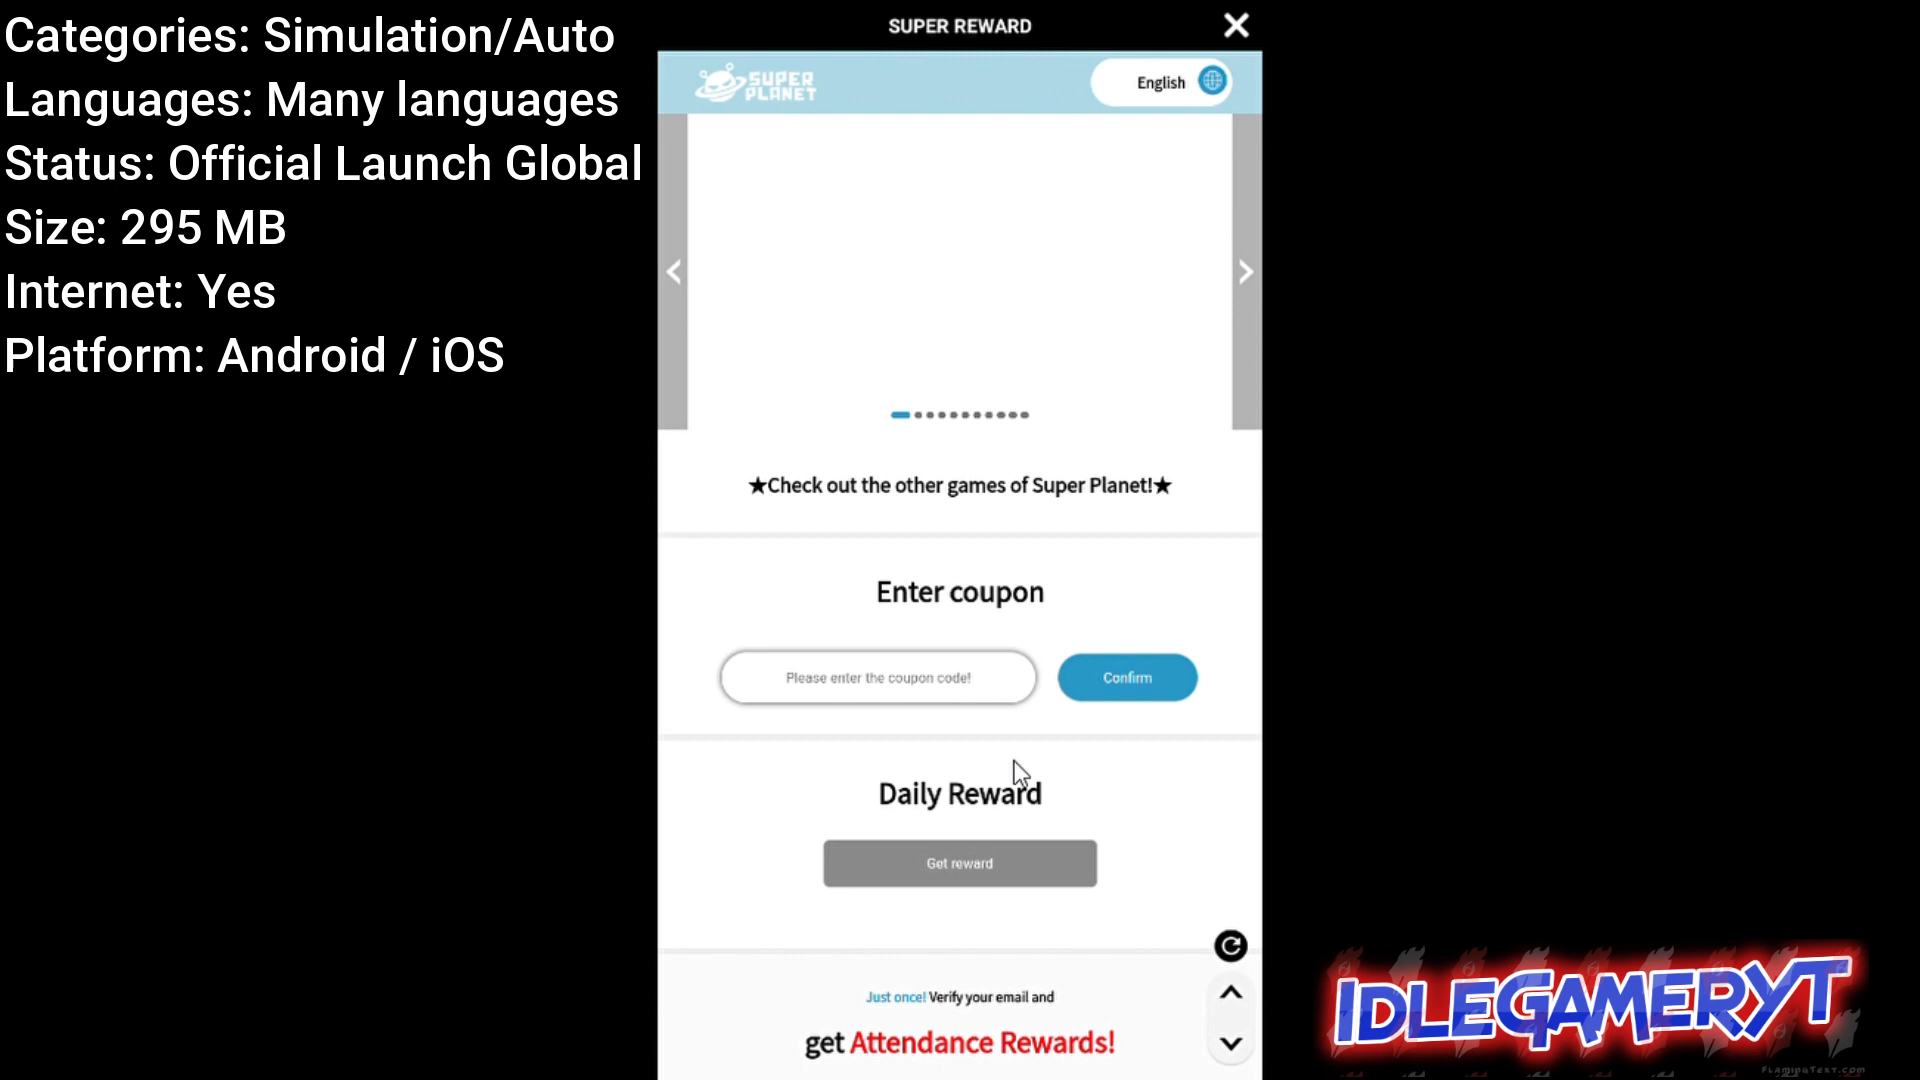 Categories: Simulation/Auto
Languages: Many languages
Status: Official Launch Global
Size: 295 MB
Internet: Yes
Platform: Android / iOS
SUPER REWARD
SUPER PLANET
English
★Check out the other games of Super Planet!★
Enter coupon
Please enter the coupon code!
Confirm
Daily Reward
Get reward
Just once! Verify your email and
get Attendance Rewards!
IDLEGAMERYT
FlamingText.com